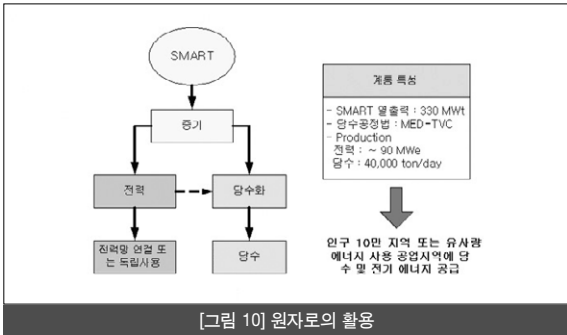 SMART
증기
전력
담수화
전력망 연결 또
는 독립사용
담수
계통 특성
- SMART 열출력 : 330 MWt
- 담수공정법 : MED-TVC
- Production
전력 : ~ 90 MWe
담수 : 40,000 ton/day
인구 10만 지역 또는 유사량
에너지 사용 공업지역에 담
수 및 전기 에너지 공급
[그림 10] 원자로의 활용